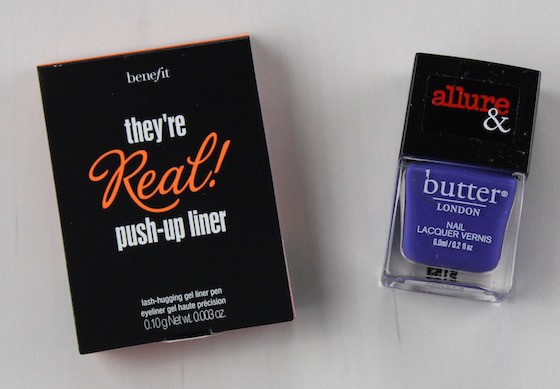 benefit
they're
Real!
push-up liner
lash-hugging gel liner pen
eyeliner gel haute précision
0.10g Net wt. 0.003 oz.
allure
&
butter®
LONDON
NAIL
LACQUER VERNIS
6.0ml / 0.2 fl oz